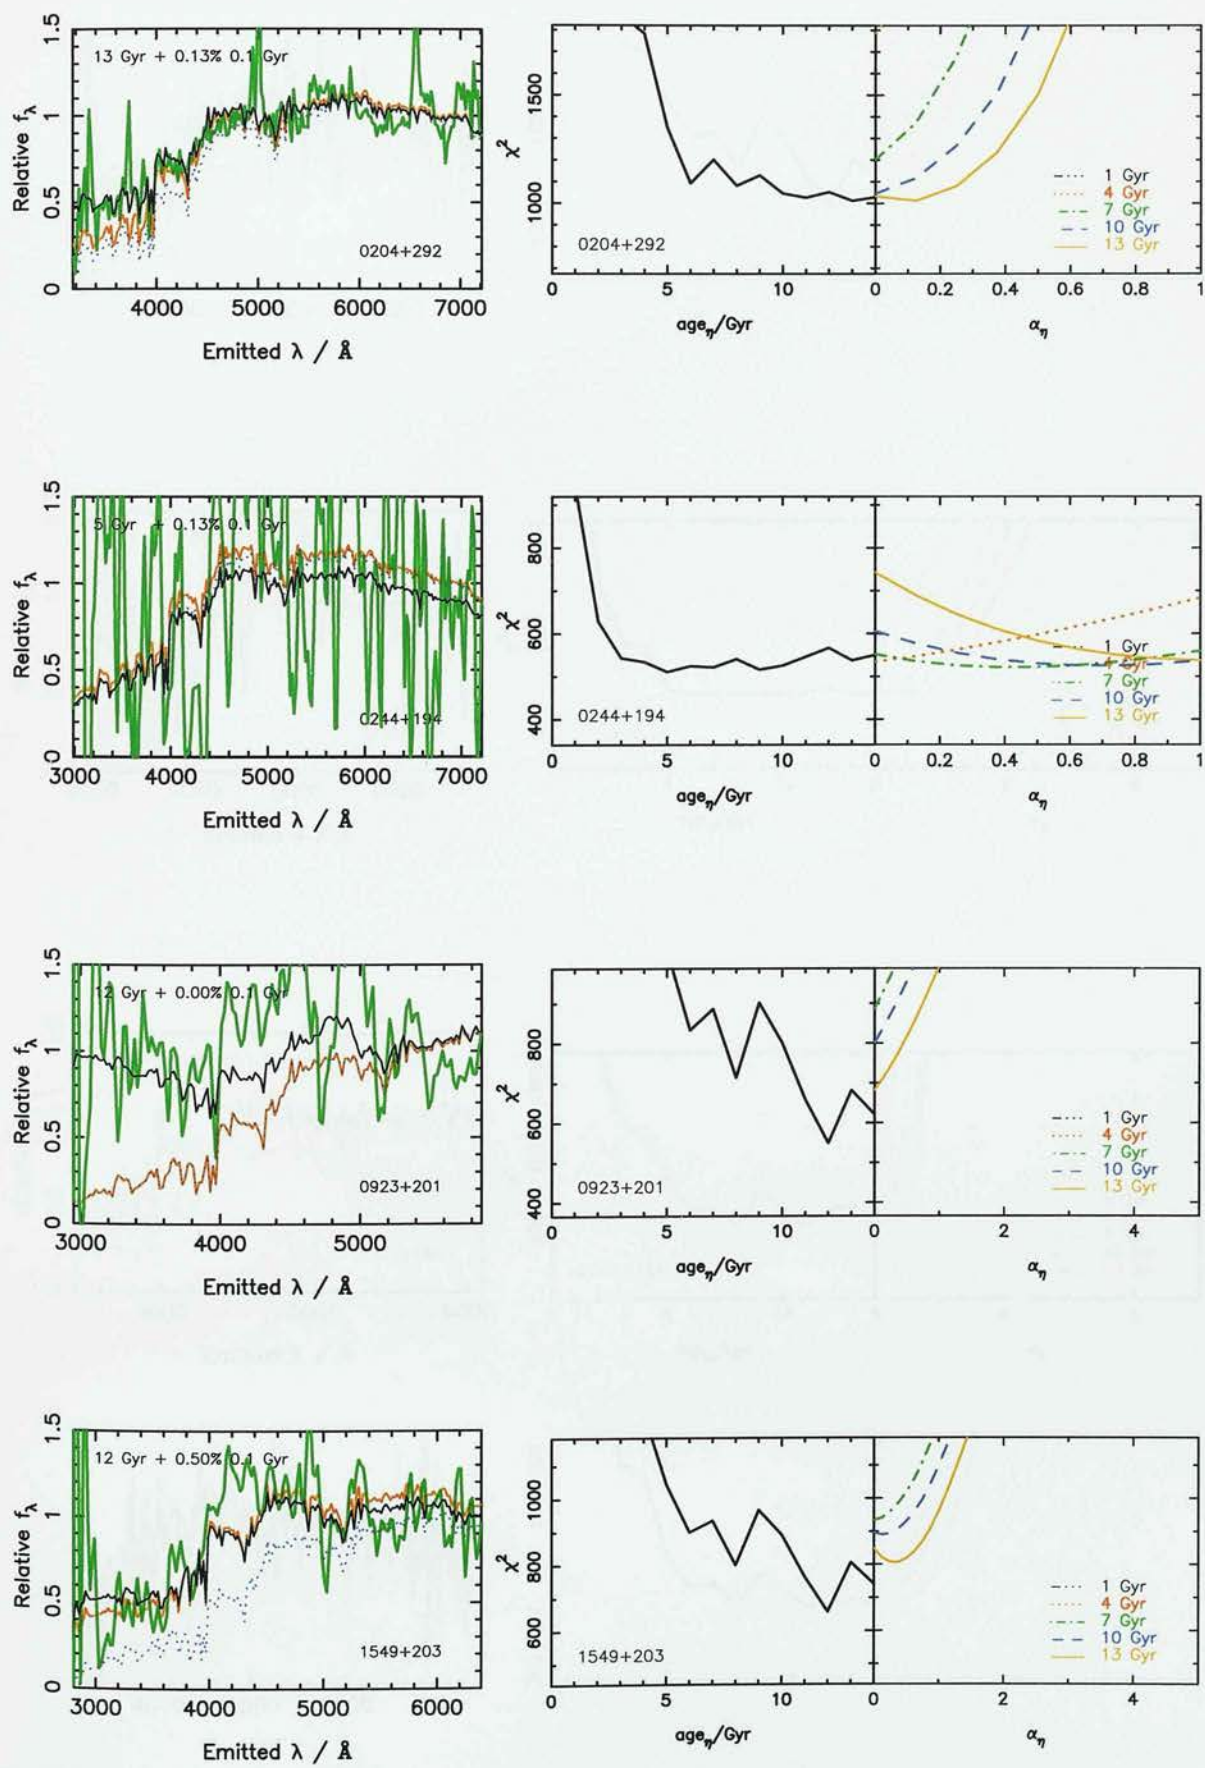 13 Gyr + 0.13% 0.1 Gyr
0204+292
Relative f_λ
0 0.5 1 1.5
4000 5000 6000 7000
Emitted λ / Å
χ²
1000 1500
0204+292
0 5 10
age_η/Gyr
1 Gyr
4 Gyr
7 Gyr
10 Gyr
13 Gyr
0 0.2 0.4 0.6 0.8 1
α_η
5 Gyr + 0.13% 0.1 Gyr
0244+194
Relative f_λ
0 0.5 1 1.5
3000 4000 5000 6000 7000
Emitted λ / Å
χ²
400 600 800
0244+194
0 5 10
age_η/Gyr
1 Gyr
4 Gyr
7 Gyr
10 Gyr
13 Gyr
0 0.2 0.4 0.6 0.8 1
α_η
12 Gyr + 0.00% 0.1 Gyr
0923+201
Relative f_λ
0 0.5 1 1.5
3000 4000 5000
Emitted λ / Å
χ²
400 600 800
0923+201
0 5 10
age_η/Gyr
1 Gyr
4 Gyr
7 Gyr
10 Gyr
13 Gyr
0 2 4
α_η
12 Gyr + 0.50% 0.1 Gyr
1549+203
Relative f_λ
0 0.5 1 1.5
3000 4000 5000 6000
Emitted λ / Å
χ²
600 800 1000
1549+203
0 5 10
age_η/Gyr
1 Gyr
4 Gyr
7 Gyr
10 Gyr
13 Gyr
0 2 4
α_η